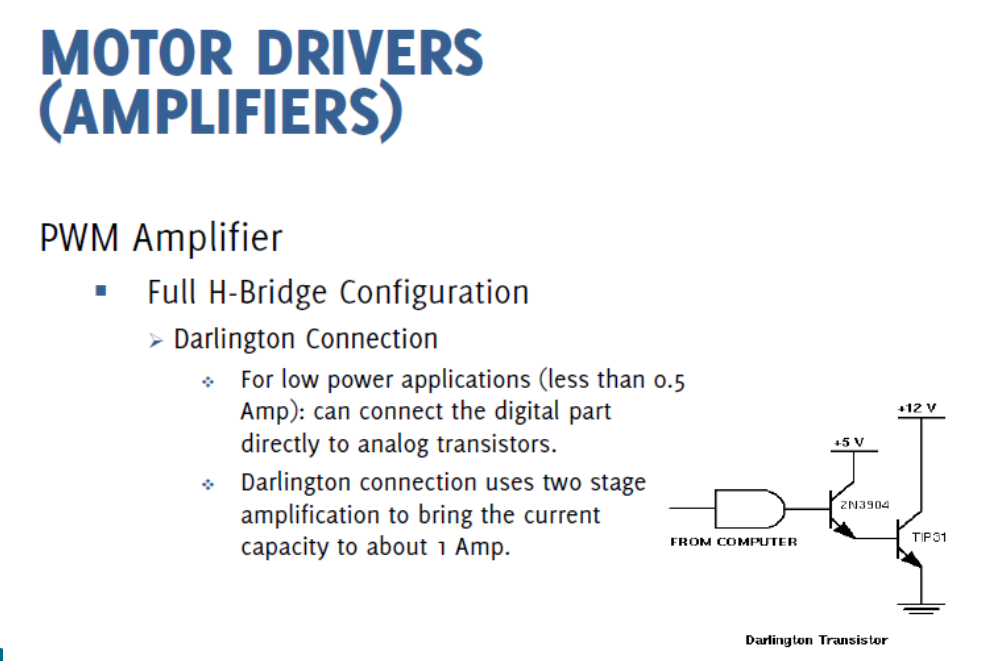 MOTOR DRIVERS
(AMPLIFIERS)
PWM Amplifier
Full H-Bridge Configuration
Darlington Connection
For low power applications (less than 0.5
Amp): can connect the digital part
directly to analog transistors.
Darlington connection uses two stage
amplification to bring the current
capacity to about 1 Amp.
+12 V
+5 V
2N3904
FROM COMPUTER
TIP31
Darlington Transistor